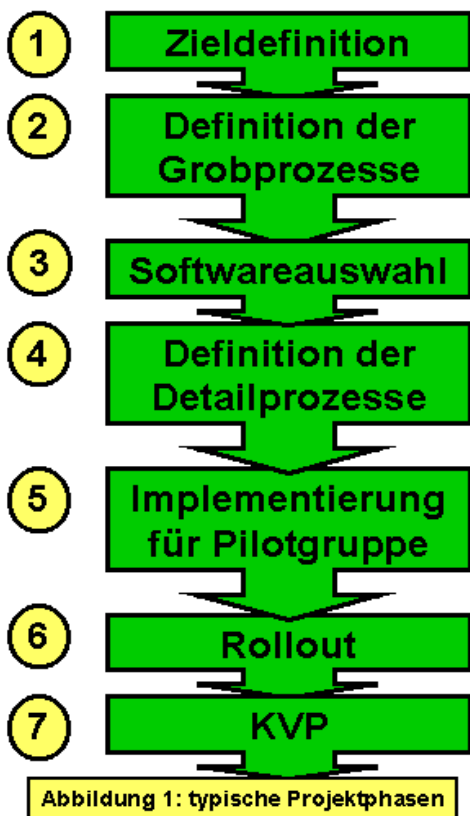 1 Zieldefinition
2 Definition der
Grobprozesse
3 Softwareauswahl
4 Definition der
Detailprozesse
5 Implementierung
für Pilotgruppe
6 Rollout
7 KVP
Abbildung 1: typische Projektphasen